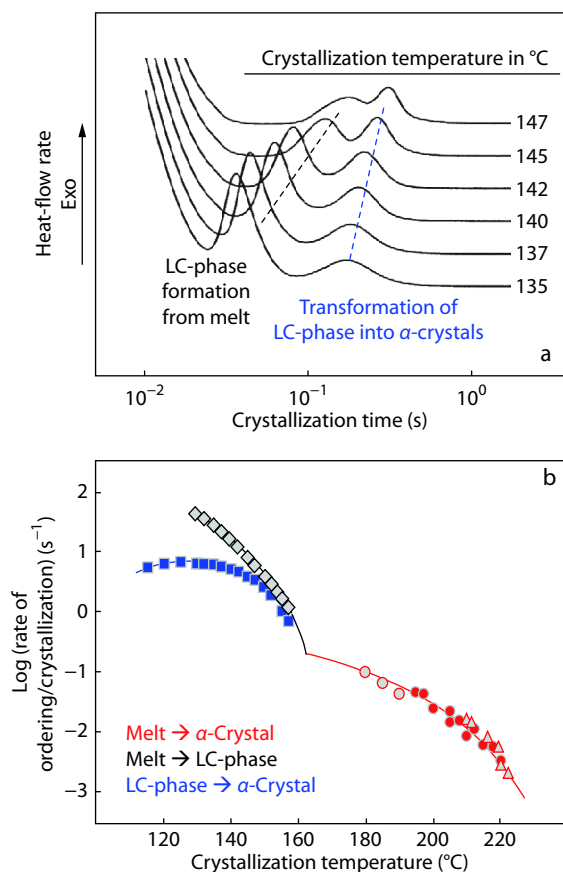 Crystallization temperature in °C
147
145
142
140
137
135
Heat-flow rate
Exo
LC-phase
formation
from melt
Transformation of
LC-phase into α-crystals
a
10⁻² 10⁻¹ 10⁰
Crystallization time (s)
b
Log (rate of
ordering/crystallization) (s⁻¹)
2
1
0
−1
−2
−3
Melt → α-Crystal
Melt → LC-phase
LC-phase → α-Crystal
120 140 160 180 200 220
Crystallization temperature (°C)